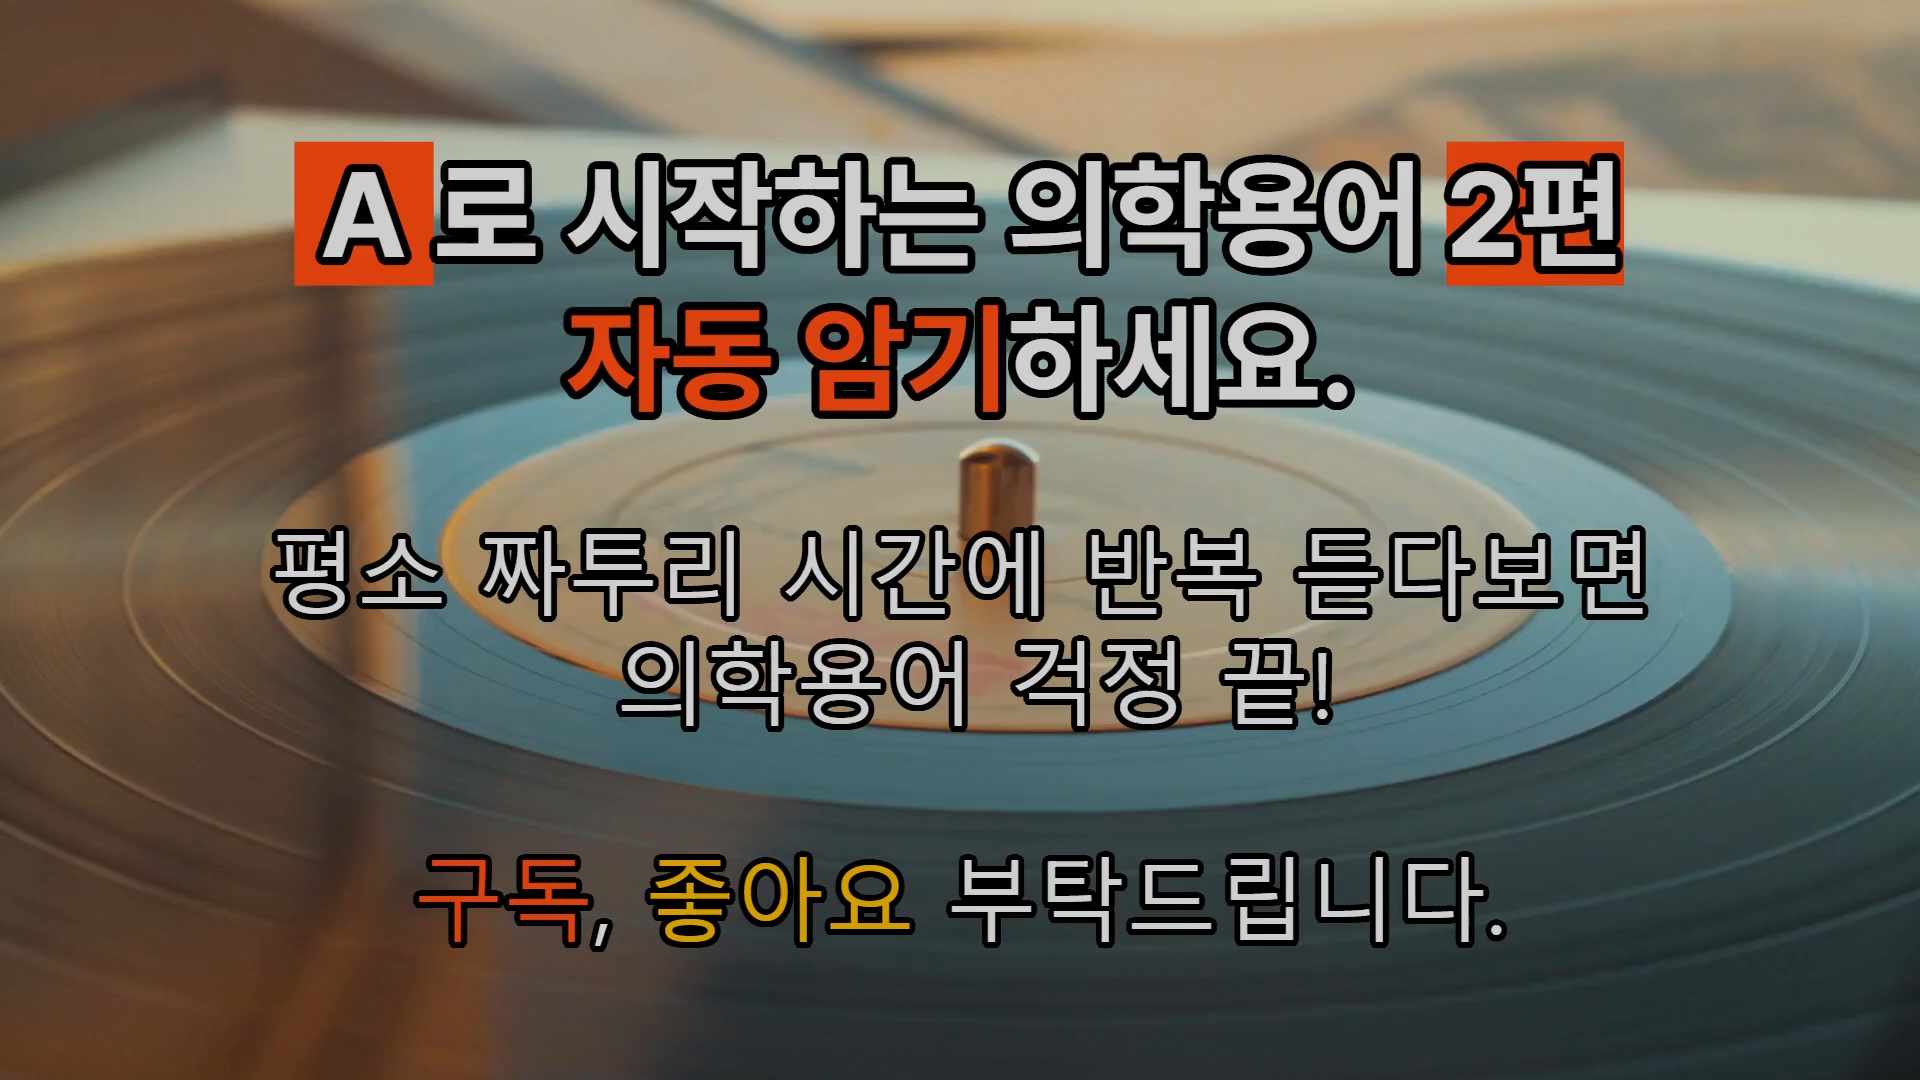 A로 시작하는 의학용어 2편
자동 암기하세요.
평소 짜투리 시간에 반복 듣다보면
의학용어 걱정 끝!
구독, 좋아요 부탁드립니다.